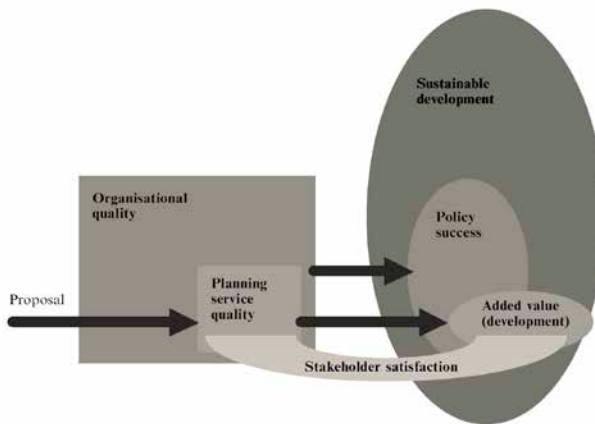 Sustainable
development
Organisational
quality
Policy
success
Planning
service
quality
Proposal
Added value
(development)
Stakeholder satisfaction